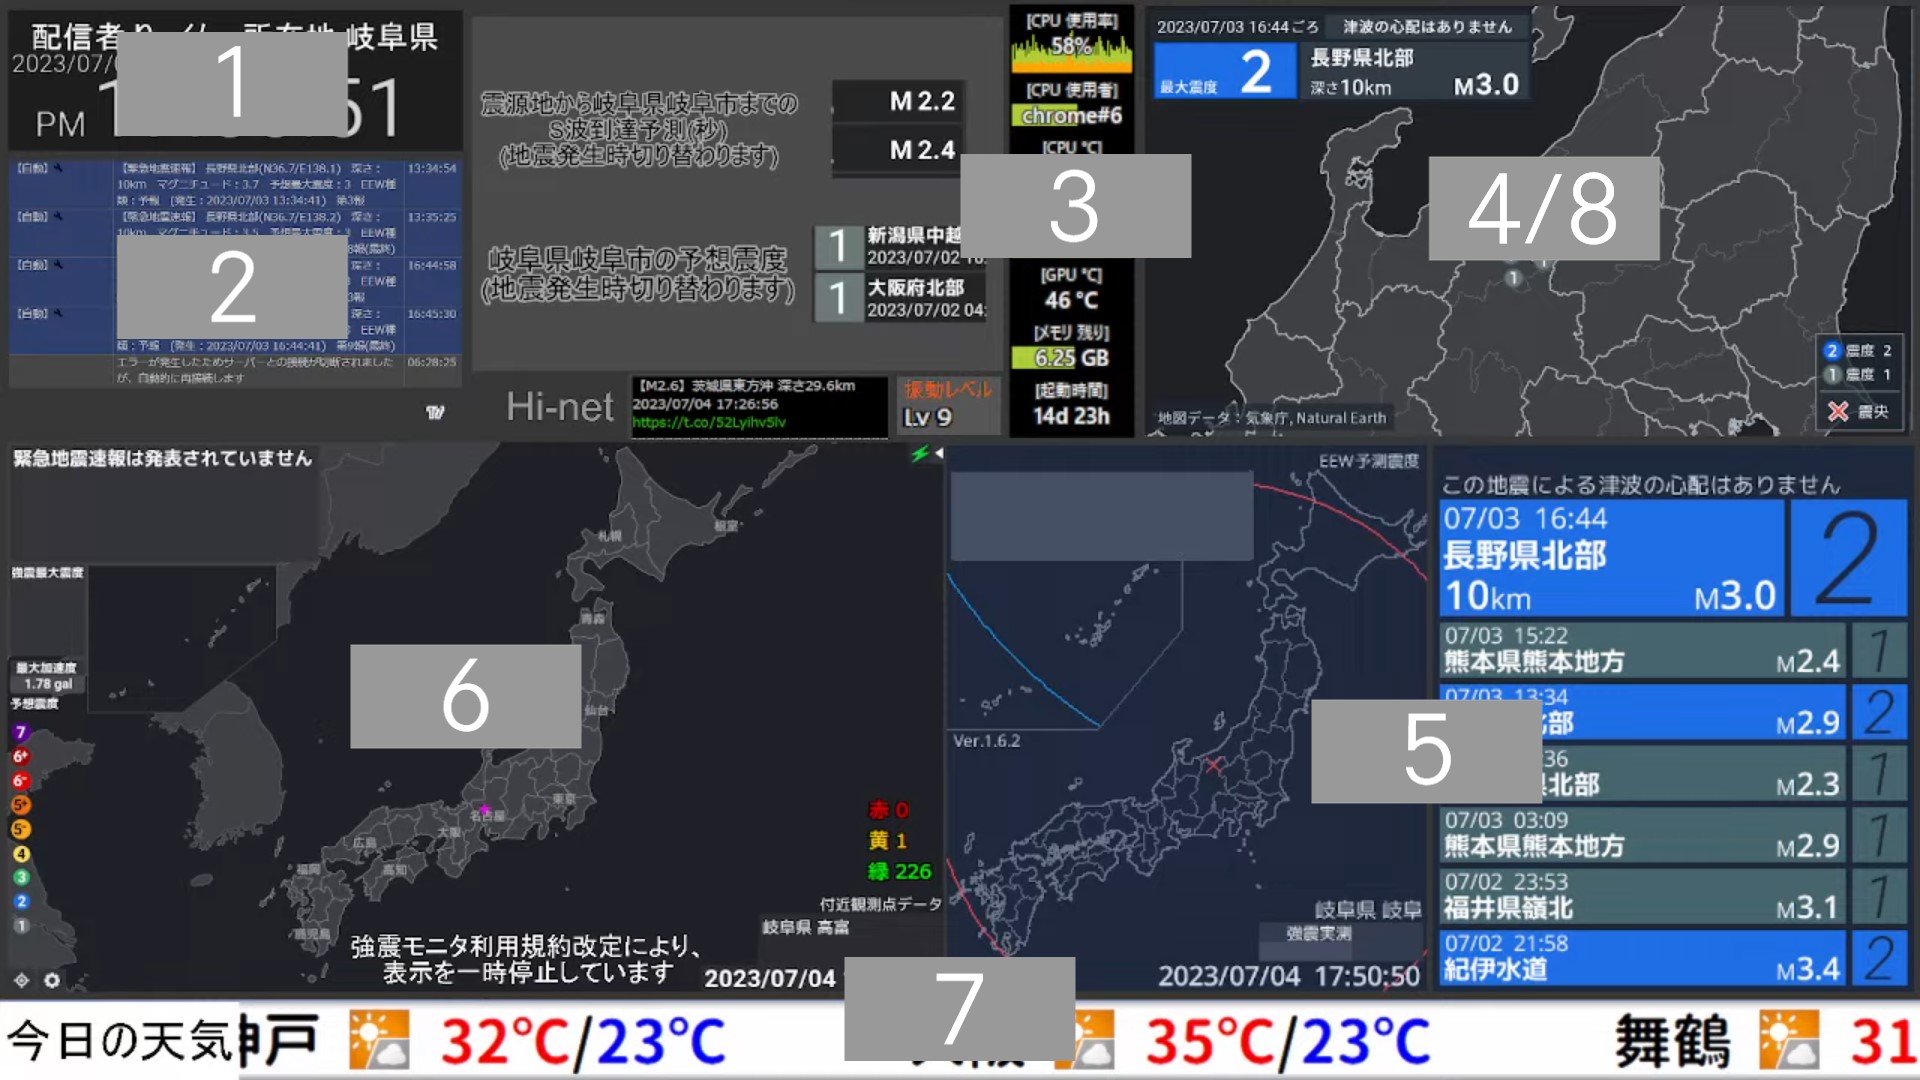 配信者
岐阜県
2023/07/
1
PM
51
【自動】
【緊急地震速報】 長野県北部(N36.7/E138.1) 深さ：
13:34:54
10km マグニチュード：3.7 予想最大震度：3 EEW種
類：予報 [発生：2023/07/03 13:34:41] 第3報
【自動】
【緊急地震速報】 長野県北部(N36.7/E138.2) 深さ：
13:35:25
【自動】
2
深さ：
16:44:58
EEW種
【自動】
深さ：
16:45:30
EEW種
類：予報 [発生：2023/07/03 16:44:41] 第9報(最終)
エラーが発生したためサーバーとの接続が切断されました
が、自動的に再接続します
06:28:25
震源地から岐阜県岐阜市までの
S波到達予測(秒)
(地震発生時切り替わります)
M 2.2
M 2.4
岐阜県岐阜市の予想震度
(地震発生時切り替わります)
1
新潟県中越
2023/07/02
1
大阪府北部
2023/07/02 04:
Hi-net
【M2.6】茨城県東方沖 深さ29.6km
2023/07/04 17:26:56
https://t.co/52Lyihv5lv
振動レベル
Lv 9
[CPU 使用率]
58%
[CPU 使用者]
chrome#6
[CPU ℃]
3
[GPU ℃]
46 ℃
[メモリ 残り]
6.25 GB
[起動時間]
14d 23h
2023/07/03 16:44ごろ 津波の心配はありません
最大震度 2
長野県北部
深さ10km M3.0
4/8
1
1
2 震度 2
1 震度 1
震央
地図データ：気象庁, Natural Earth
緊急地震速報は発表されていません
強震最大震度
最大加速度
1.78 gal
予想震度
7
6+
6-
5+
5-
4
3
2
1
札幌
根室
青森
仙台
東京
名古屋
大阪
広島
高知
福岡
鹿児島
6
赤 0
黄 1
緑 226
付近観測点データ
岐阜県 高富
強震モニタ利用規約改定により、
表示を一時停止しています
2023/07/04
EEW予測震度
Ver.1.6.2
岐阜県 岐阜
強震実測
2023/07/04 17:50:50
5
この地震による津波の心配はありません
07/03 16:44
長野県北部
10km M3.0
2
07/03 15:22
熊本県熊本地方 M2.4
1
07/03 13:34
部 M2.9
2
36
県北部 M2.3
1
07/03 03:09
熊本県熊本地方 M2.9
1
07/02 23:53
福井県嶺北 M3.1
1
07/02 21:58
紀伊水道 M3.4
2
7
今日の天気
神戸 32℃/23℃
35℃/23℃
舞鶴 31